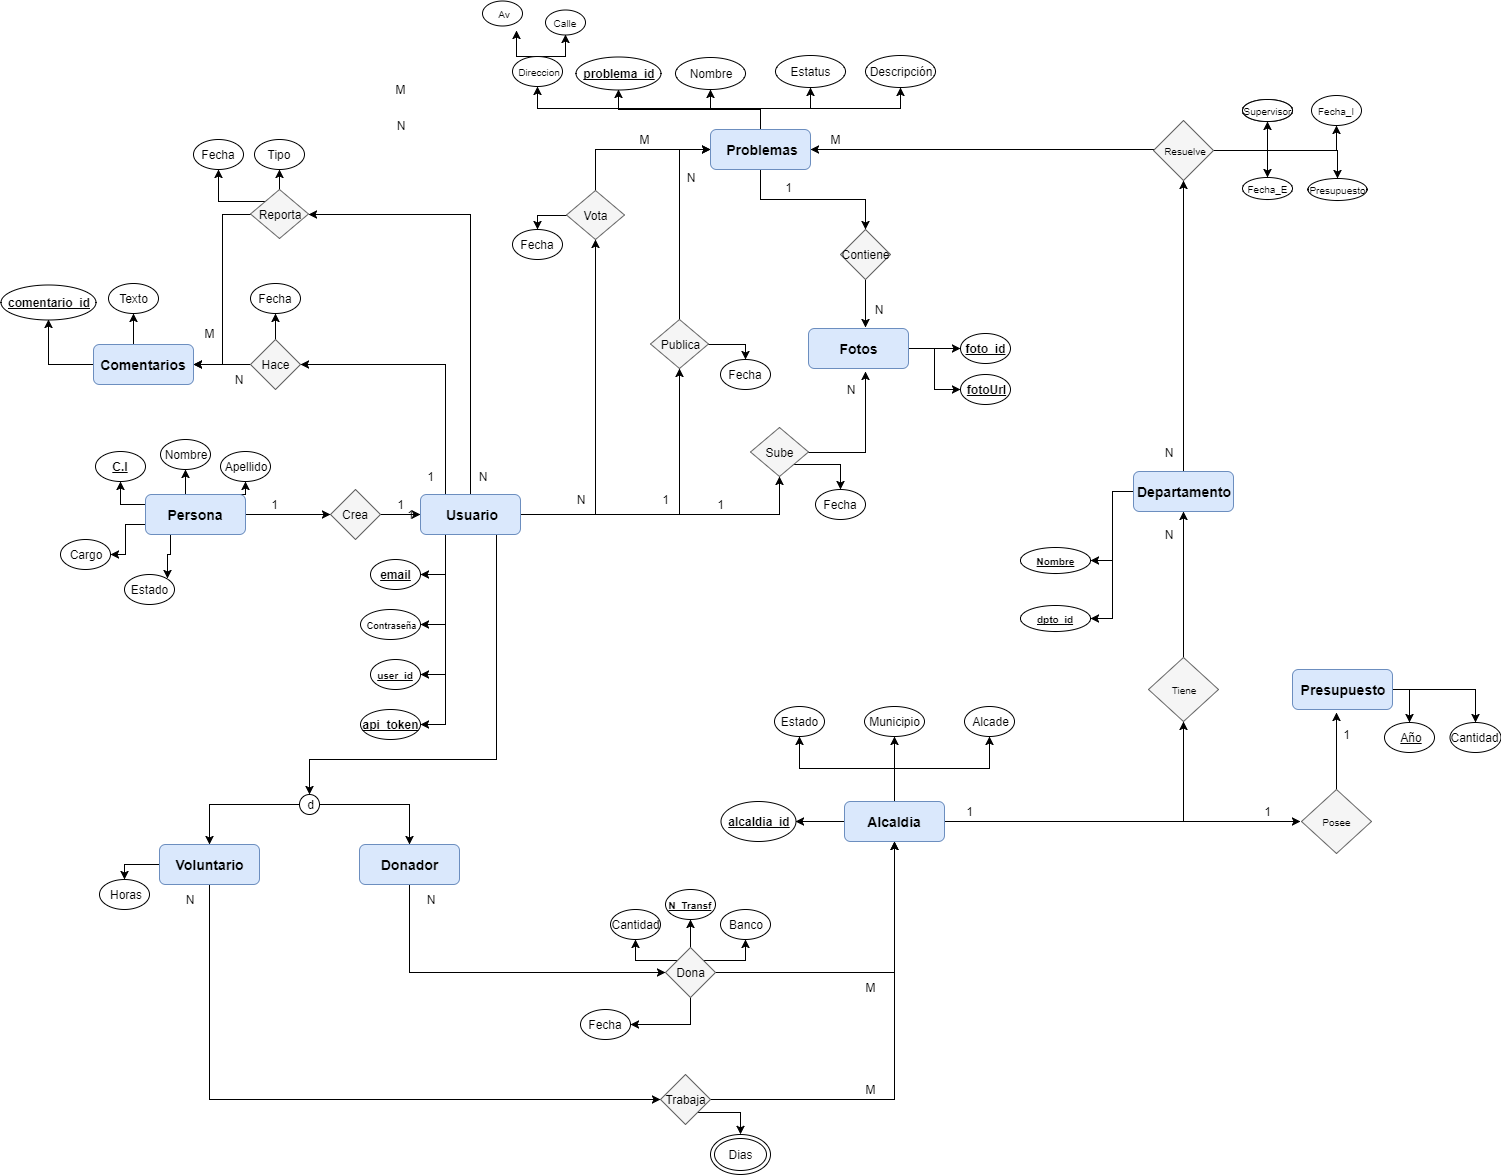 Av
Calle
Direccion
problema_id
Nombre
Estatus
Descripción
M
N
Supervisor
Fecha_I
Fecha_E
Presupuesto
Fecha
Tipo
M
Problemas
M
Resuelve
N
1
Reporta
Vota
Fecha
Contiene
comentario_id
Texto
Fecha
N
M
Comentarios
Hace
N
Publica
Fecha
Fotos
foto_id
fotoUrl
N
C.I
Nombre
Apellido
1
N
Sube
Fecha
N
Departamento
N
Persona
1
Crea
1
1
Usuario
N
1
1
Cargo
Estado
email
Contraseña
user_id
api_token
Nombre
dpto_id
Tiene
Presupuesto
1
Año
Cantidad
Estado
Municipio
Alcade
alcaldia_id
Alcaldia
1
1
Posee
d
Voluntario
Donador
Horas
N
N
Cantidad
N_Transf
Banco
Dona
M
Fecha
Trabaja
M
Dias